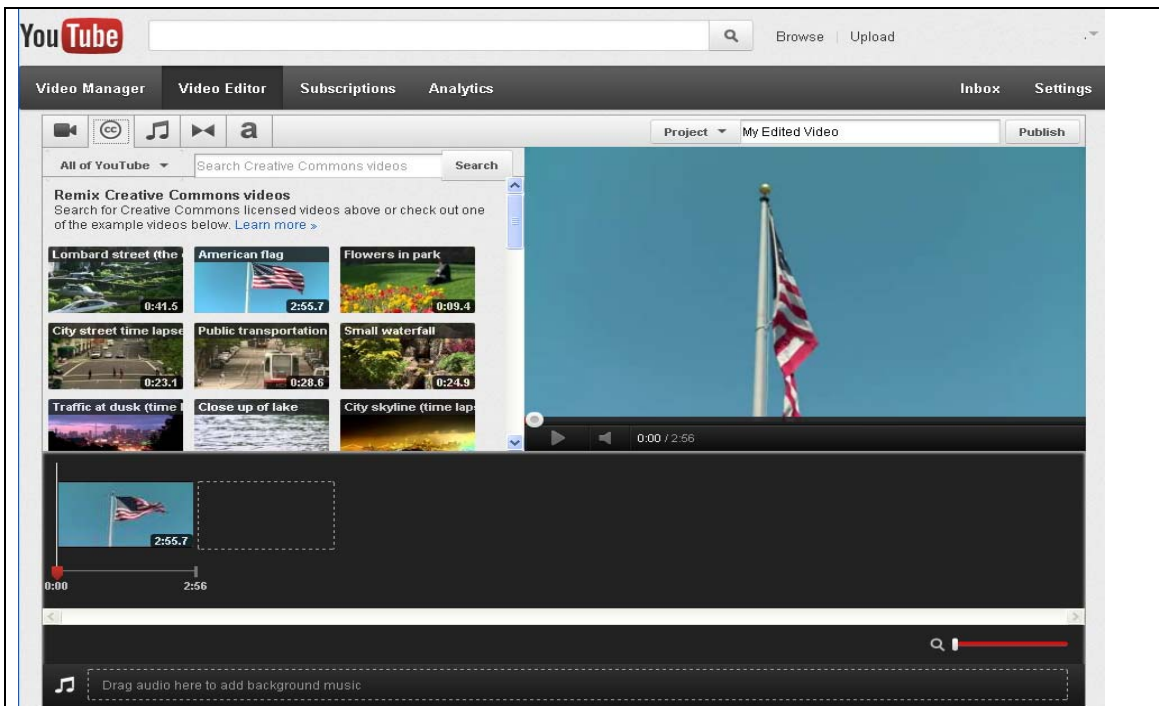 YouTube
Browse Upload
Video Manager Video Editor Subscriptions Analytics Inbox Settings
cc a Project My Edited Video Publish
All of YouTube Search Creative Commons videos Search
Remix Creative Commons videos
Search for Creative Commons licensed videos above or check out one
of the example videos below. Learn more »
Lombard street (the American flag Flowers in park
0:41.5 2:55.7 0:09.4
City street time lapse Public transportation Small waterfall
0:23.1 0:28.6 0:24.9
Traffic at dusk (time Close up of lake City skyline (time lap
0:00 / 2:56
2:55.7
0:00 2:56
Drag audio here to add background music